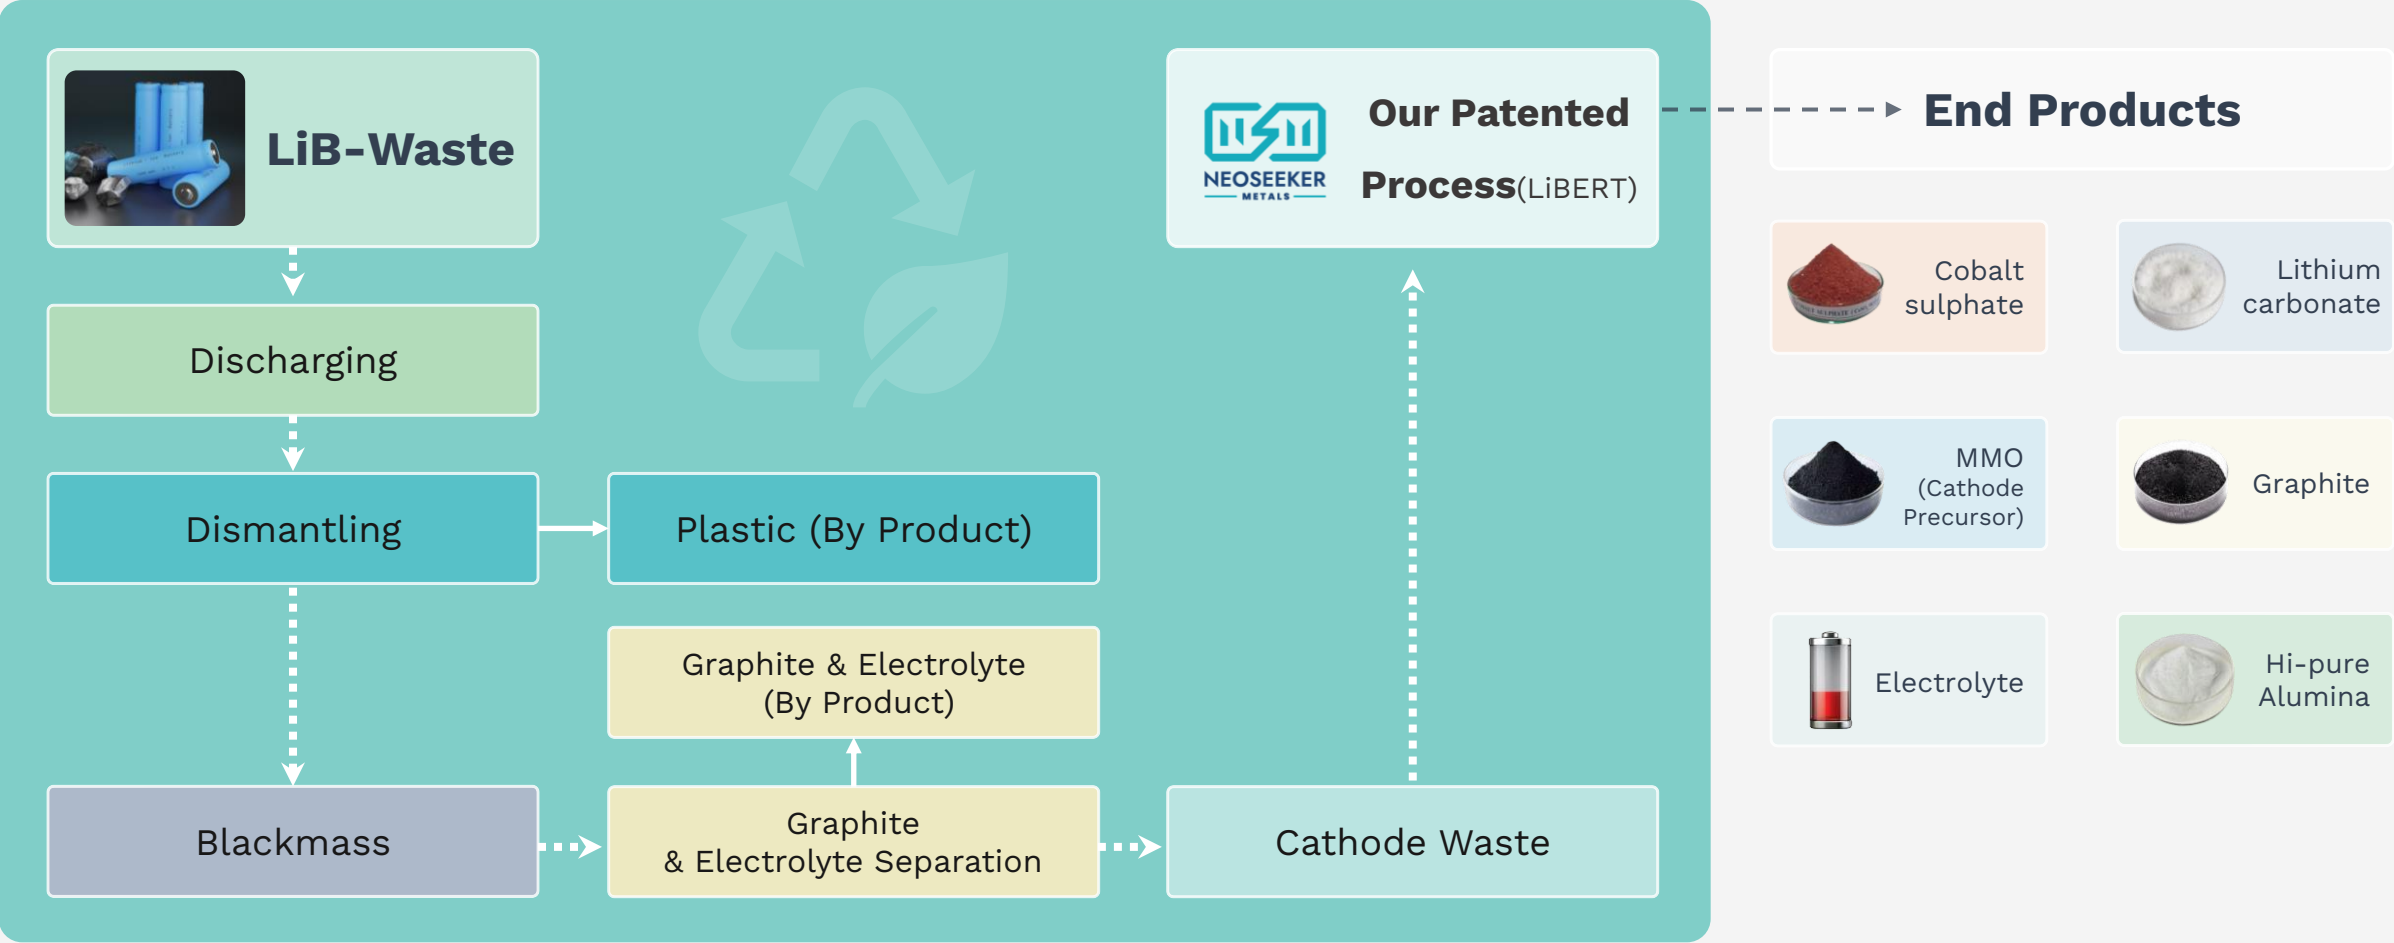 LiB-Waste
Discharging
Dismantling
Plastic (By Product)
Graphite & Electrolyte
(By Product)
Blackmass
Graphite
& Electrolyte Separation
Cathode Waste
NSM
NEOSEEKER
METALS
Our Patented
Process(LiBERT)
End Products
Cobalt
sulphate
Lithium
carbonate
MMO
(Cathode
Precursor)
Graphite
Electrolyte
Hi-pure
Alumina